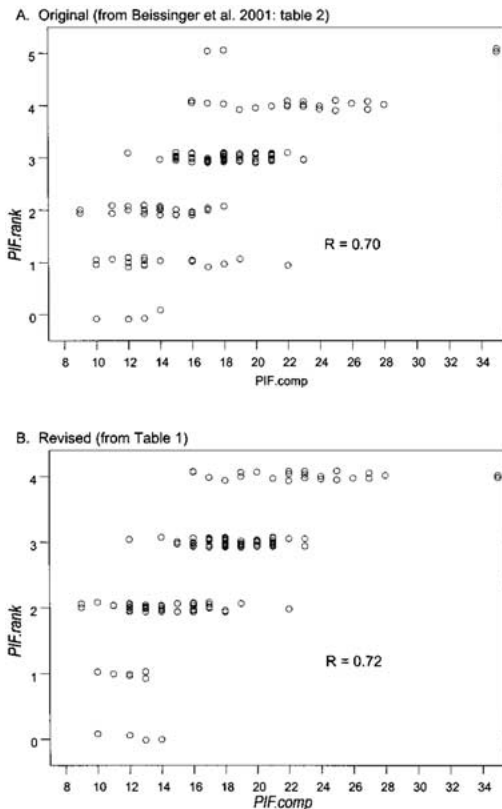 A. Original (from Beissinger et al. 2001: table 2)
5
4
3
2
1
0
PIF.rank
R = 0.70
8 10 12 14 16 18 20 22 24 26 28 30 32 34
PIF.comp
B. Revised (from Table 1)
4
3
2
1
0
PIF.rank
R = 0.72
8 10 12 14 16 18 20 22 24 26 28 30 32 34
PIF.comp